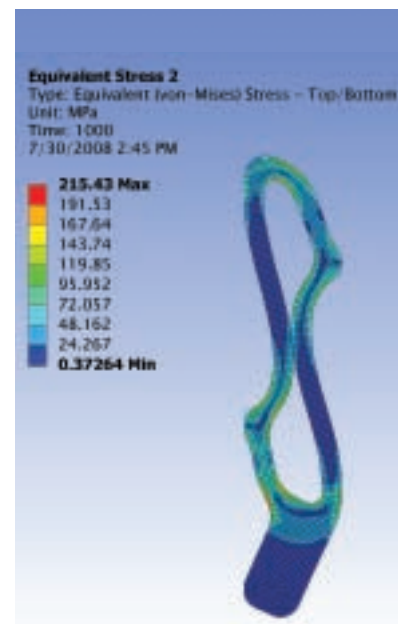 Equivalent Stress 2
Type: Equivalent (von-Mises) Stress - Top/Bottom
Unit: MPa
Time: 1000
7/30/2008 2:45 PM
215.43 Max
191.53
167.64
143.74
119.85
95.952
72.057
48.162
24.267
0.37264 Min